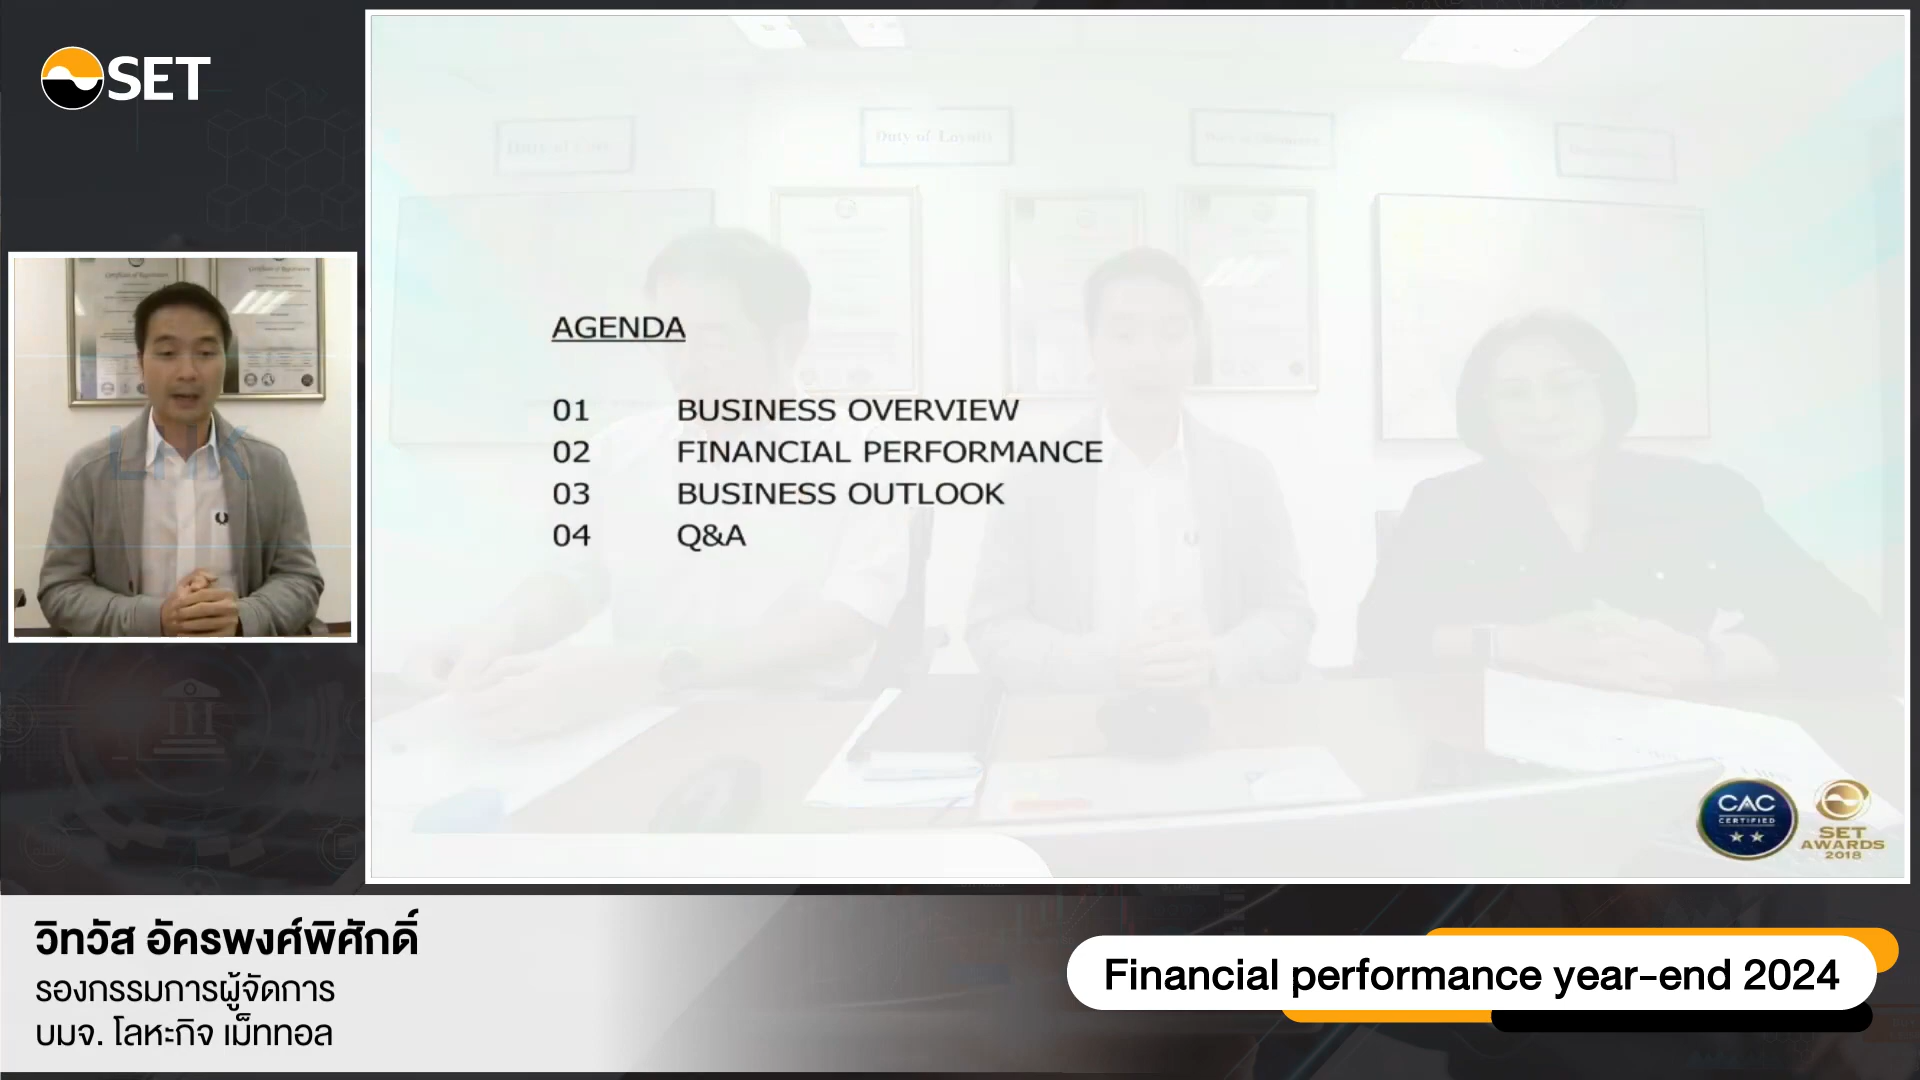 SET
Duty of Loyalty
AGENDA
01 BUSINESS OVERVIEW
02 FINANCIAL PERFORMANCE
03 BUSINESS OUTLOOK
04 Q&A
LHK
CAC
CERTIFIED
SET
AWARDS
2018
วิทวัส อัครพงศ์พิศักดิ์
รองกรรมการผู้จัดการ
บมจ. โลหะกิจ เม็ททอล
Financial performance year-end 2024